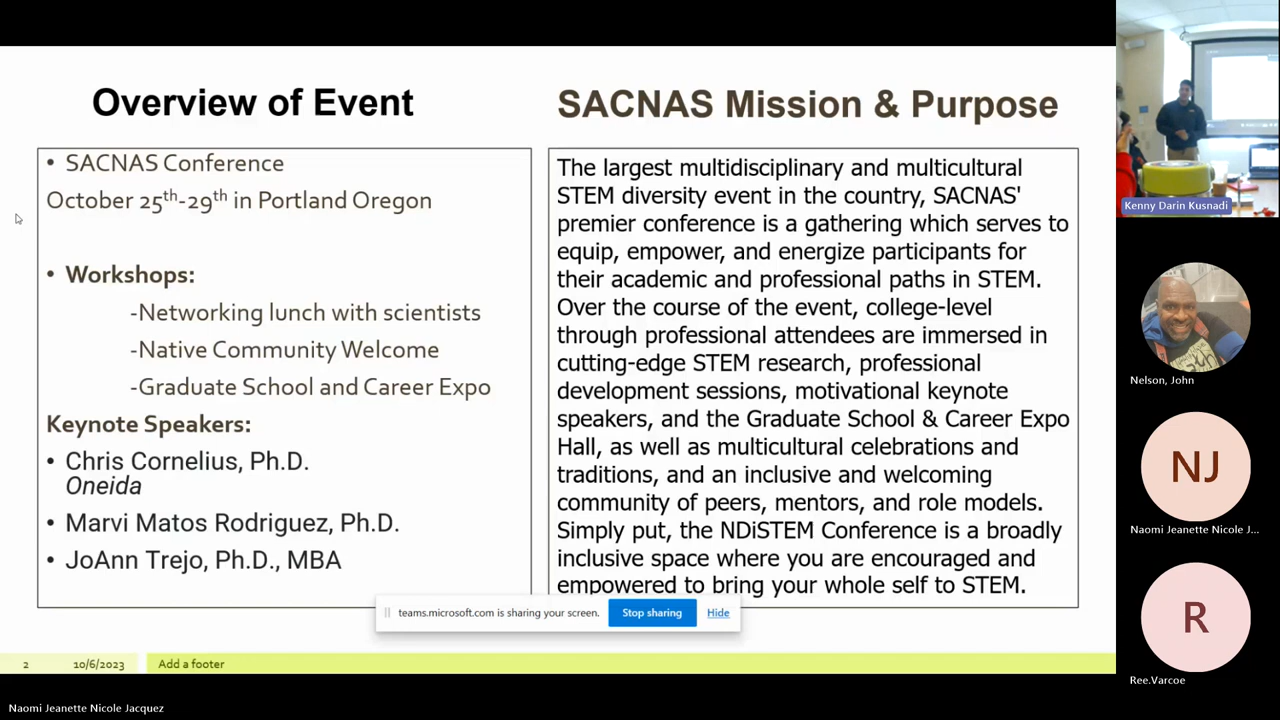 Overview of Event
• SACNAS Conference
October 25th-29th in Portland Oregon
• Workshops:
-Networking lunch with scientists
-Native Community Welcome
-Graduate School and Career Expo
Keynote Speakers:
• Chris Cornelius, Ph.D.
Oneida
• Marvi Matos Rodriguez, Ph.D.
• JoAnn Trejo, Ph.D., MBA
SACNAS Mission & Purpose
The largest multidisciplinary and multicultural
STEM diversity event in the country, SACNAS'
premier conference is a gathering which serves to
equip, empower, and energize participants for
their academic and professional paths in STEM.
Over the course of the event, college-level
through professional attendees are immersed in
cutting-edge STEM research, professional
development sessions, motivational keynote
speakers, and the Graduate School & Career Expo
Hall, as well as multicultural celebrations and
traditions, and an inclusive and welcoming
community of peers, mentors, and role models.
Simply put, the NDiSTEM Conference is a broadly
inclusive space where you are encouraged and
empowered to bring your whole self to STEM.
teams.microsoft.com is sharing your screen.
Stop sharing
Hide
2
10/6/2023
Add a footer
Naomi Jeanette Nicole Jacquez
Kenny Darin Kusnadi
Nelson, John
NJ
Naomi Jeanette Nicole J...
R
Ree.Varcoe